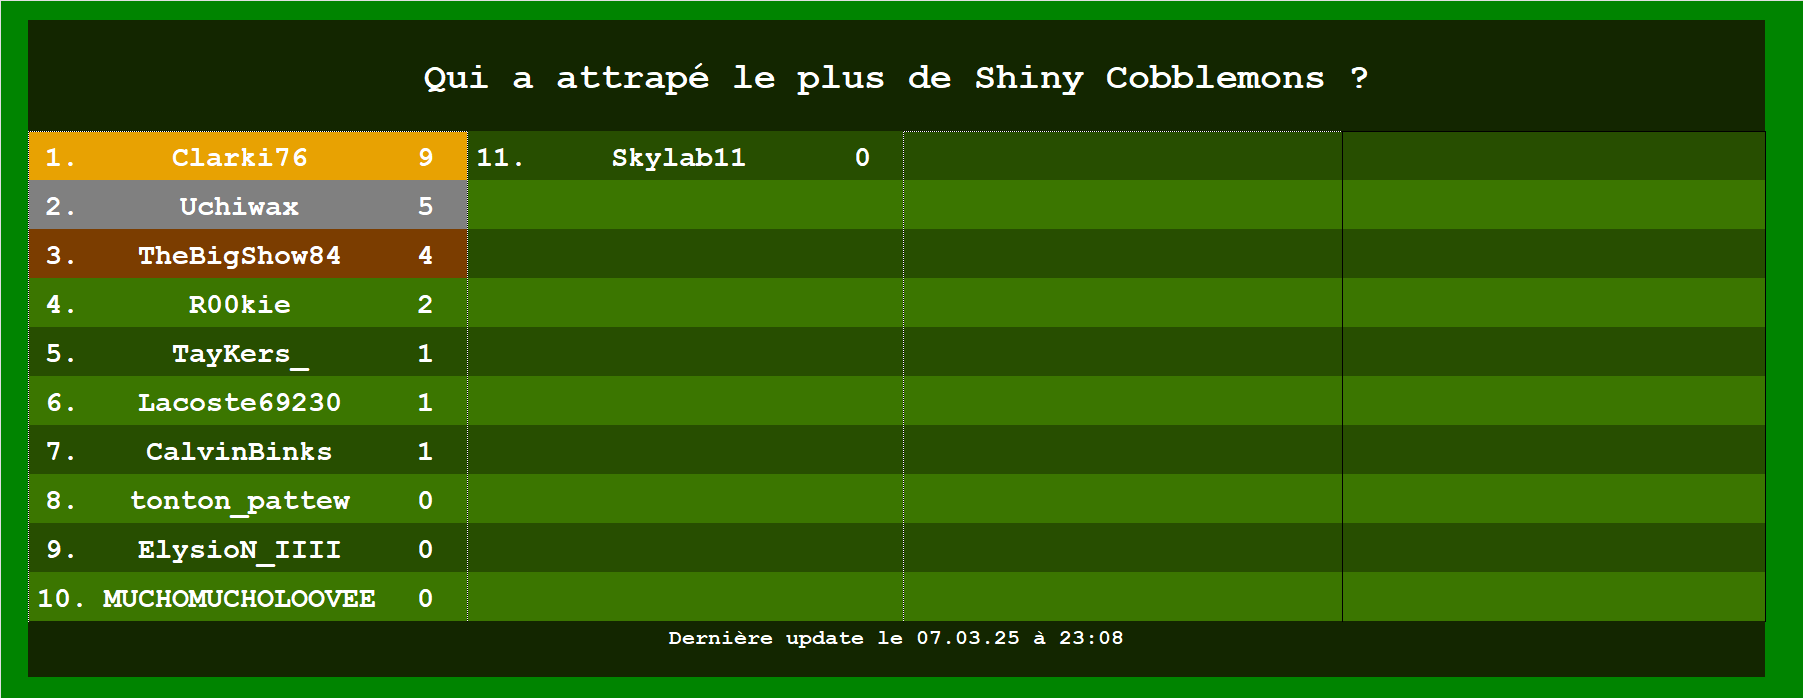 Qui a attrapé le plus de Shiny Cobblemons ?
1. Clarki76 9 11. Skylab11 0
2. Uchiwax 5
3. TheBigShow84 4
4. R00kie 2
5. TayKers_ 1
6. Lacoste69230 1
7. CalvinBinks 1
8. tonton_pattew 0
9. ElysioN_IIII 0
10. MUCHOMUCHOLOOVEE 0
Dernière update le 07.03.25 à 23:08